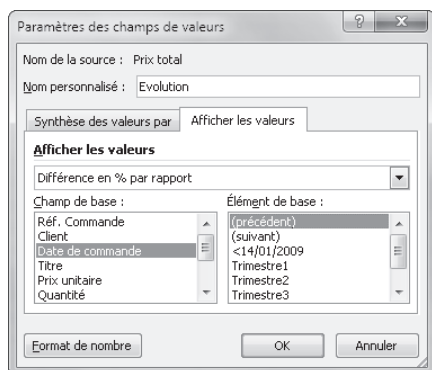 Paramètres des champs de valeurs
Nom de la source : Prix total
Nom personnalisé : Evolution
Synthèse des valeurs par Afficher les valeurs
Afficher les valeurs
Différence en % par rapport
Champ de base : Élément de base :
Réf. Commande (précédent)
Client (suivant)
Date de commande <14/01/2009
Titre Trimestre1
Prix unitaire Trimestre2
Quantité Trimestre3
Format de nombre OK Annuler